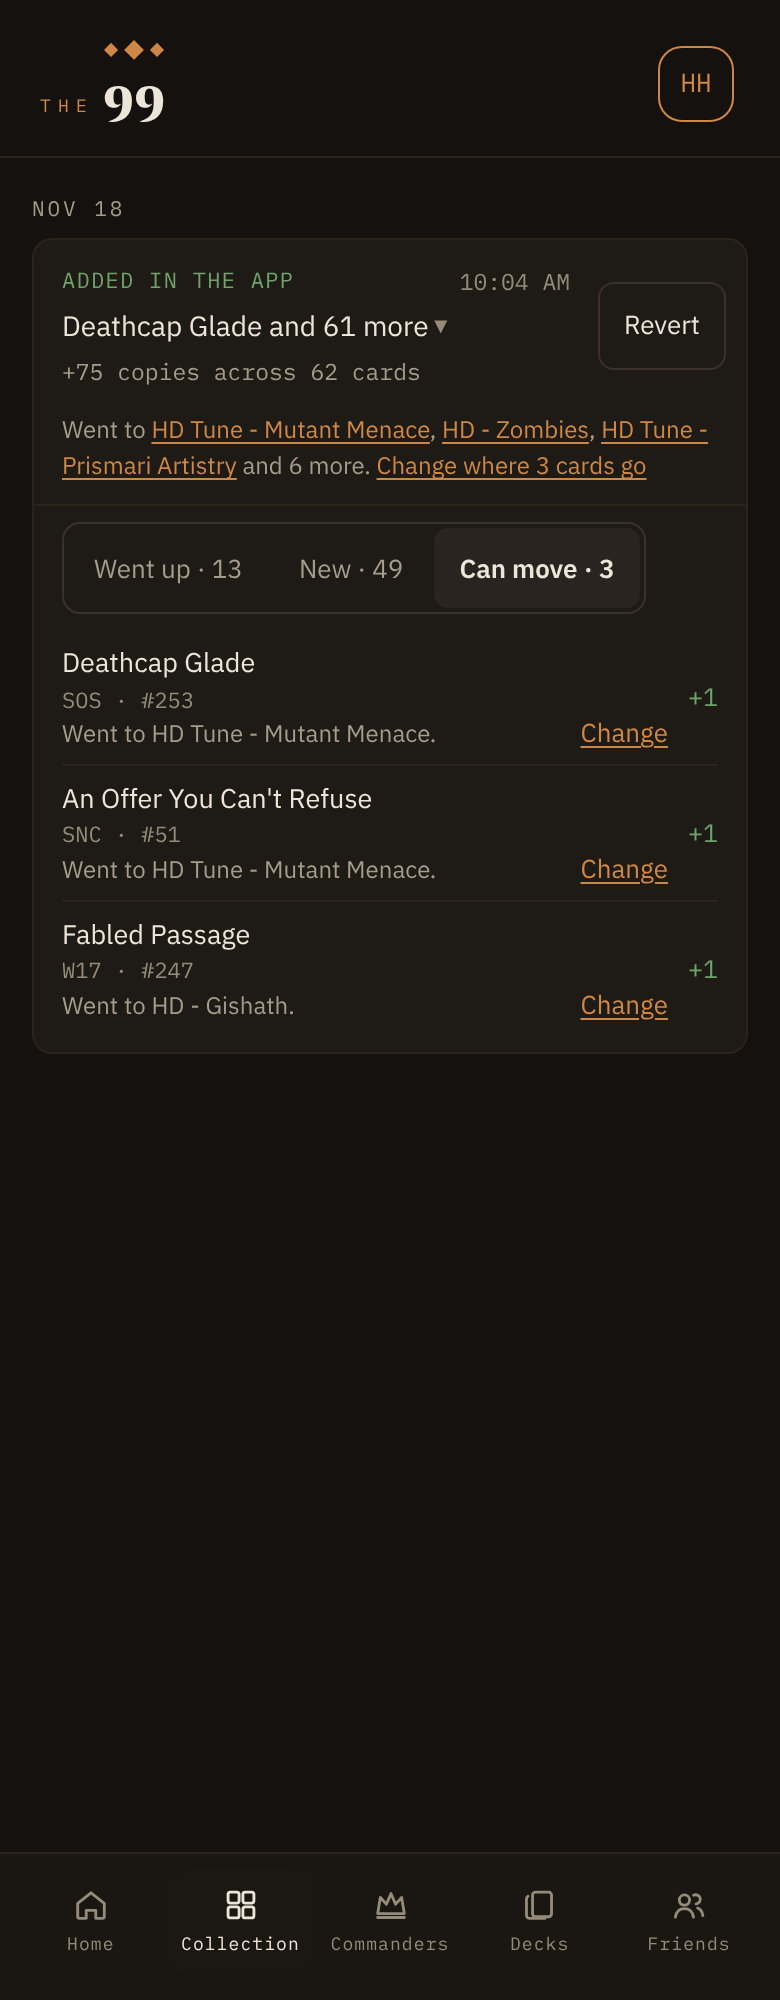 THE 99
HH
NOV 18
ADDED IN THE APP
10:04 AM
Revert
Deathcap Glade and 61 more ▾
+75 copies across 62 cards
Went to HD Tune - Mutant Menace, HD - Zombies, HD Tune -
Prismari Artistry and 6 more. Change where 3 cards go
Went up · 13
New · 49
Can move · 3
Deathcap Glade
SOS · #253
+1
Went to HD Tune - Mutant Menace.
Change
An Offer You Can't Refuse
SNC · #51
+1
Went to HD Tune - Mutant Menace.
Change
Fabled Passage
W17 · #247
+1
Went to HD - Gishath.
Change
Home
Collection
Commanders
Decks
Friends